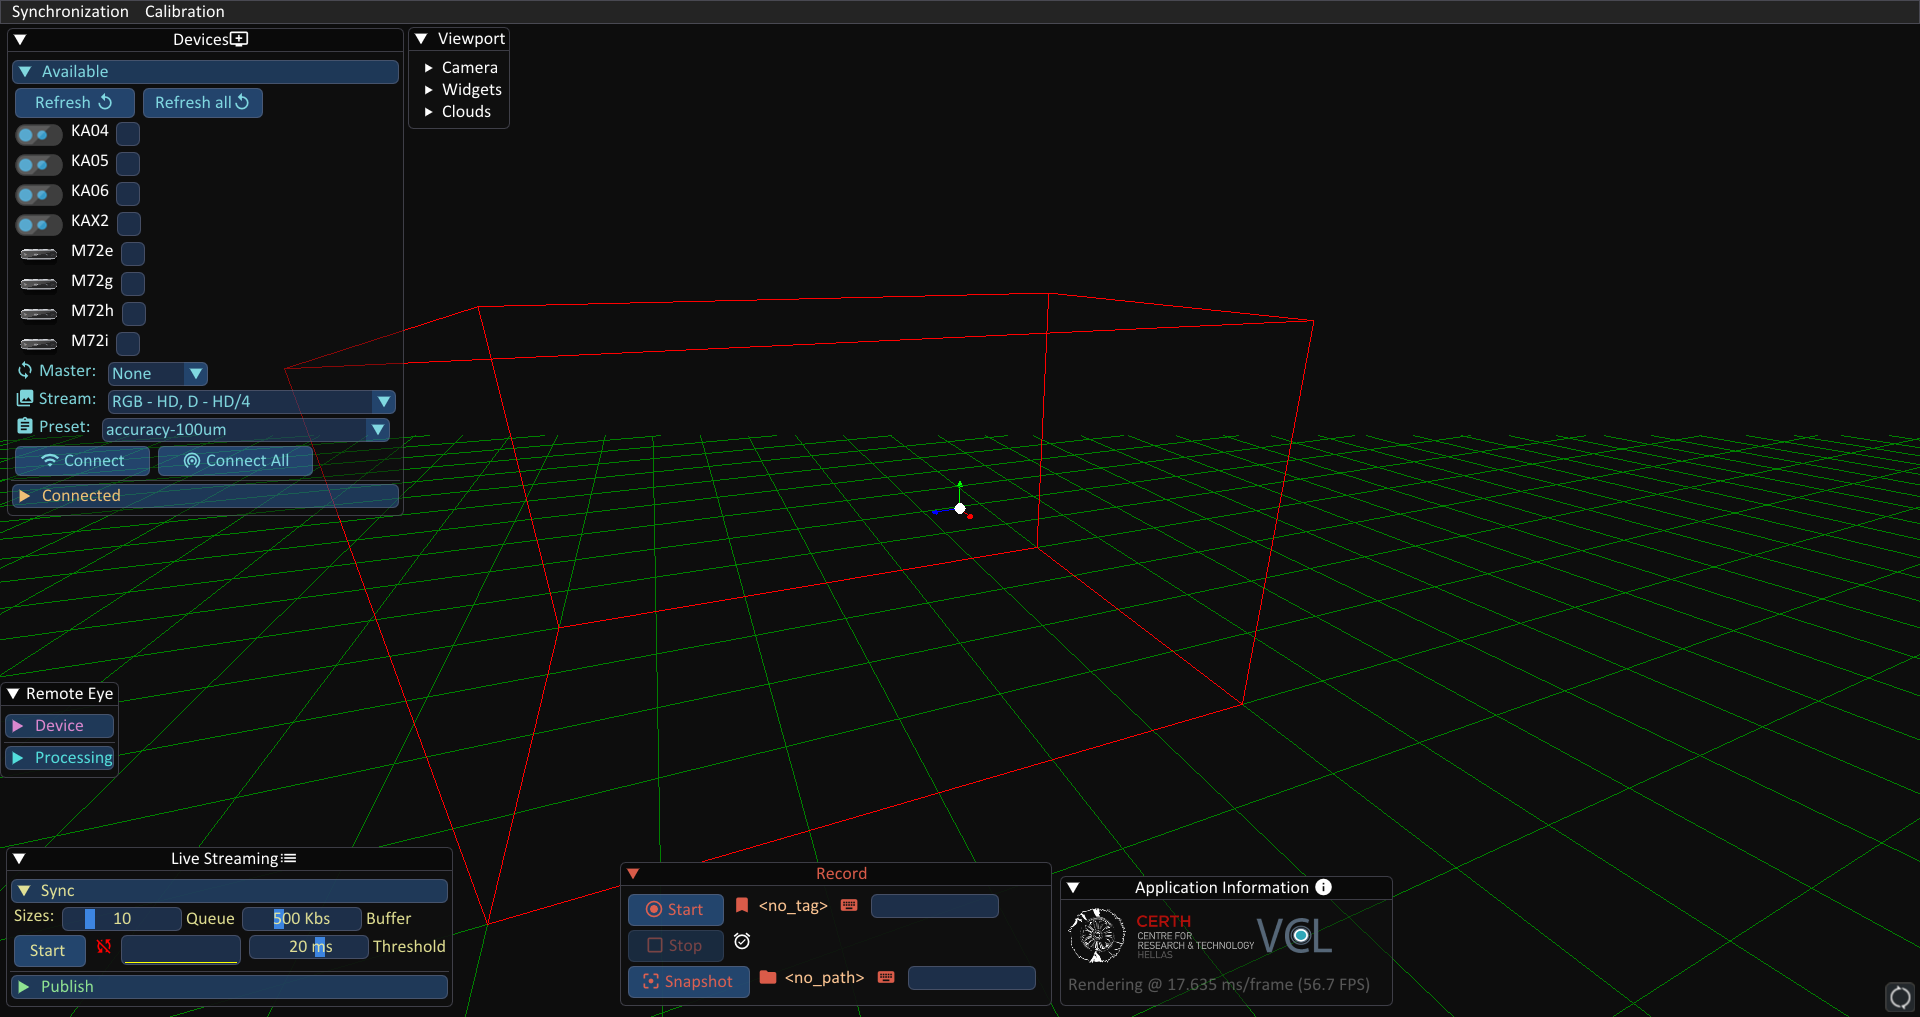 Synchronization Calibration
Devices
Available
Refresh Refresh all
KA04
KA05
KA06
KAX2
M72e
M72g
M72h
M72i
Master: None
Stream: RGB - HD, D - HD/4
Preset: accuracy-100um
Connect Connect All
Connected
Viewport
Camera
Widgets
Clouds
Remote Eye
Device
Processing
Live Streaming
Sync
Sizes: 10 Queue 500 Kbs Buffer
Start 20 ms Threshold
Publish
Record
Start <no_tag>
Stop
Snapshot <no_path>
Application Information
CERTH
CENTRE FOR
RESEARCH & TECHNOLOGY
HELLAS
VCL
Rendering @ 17.635 ms/frame (56.7 FPS)